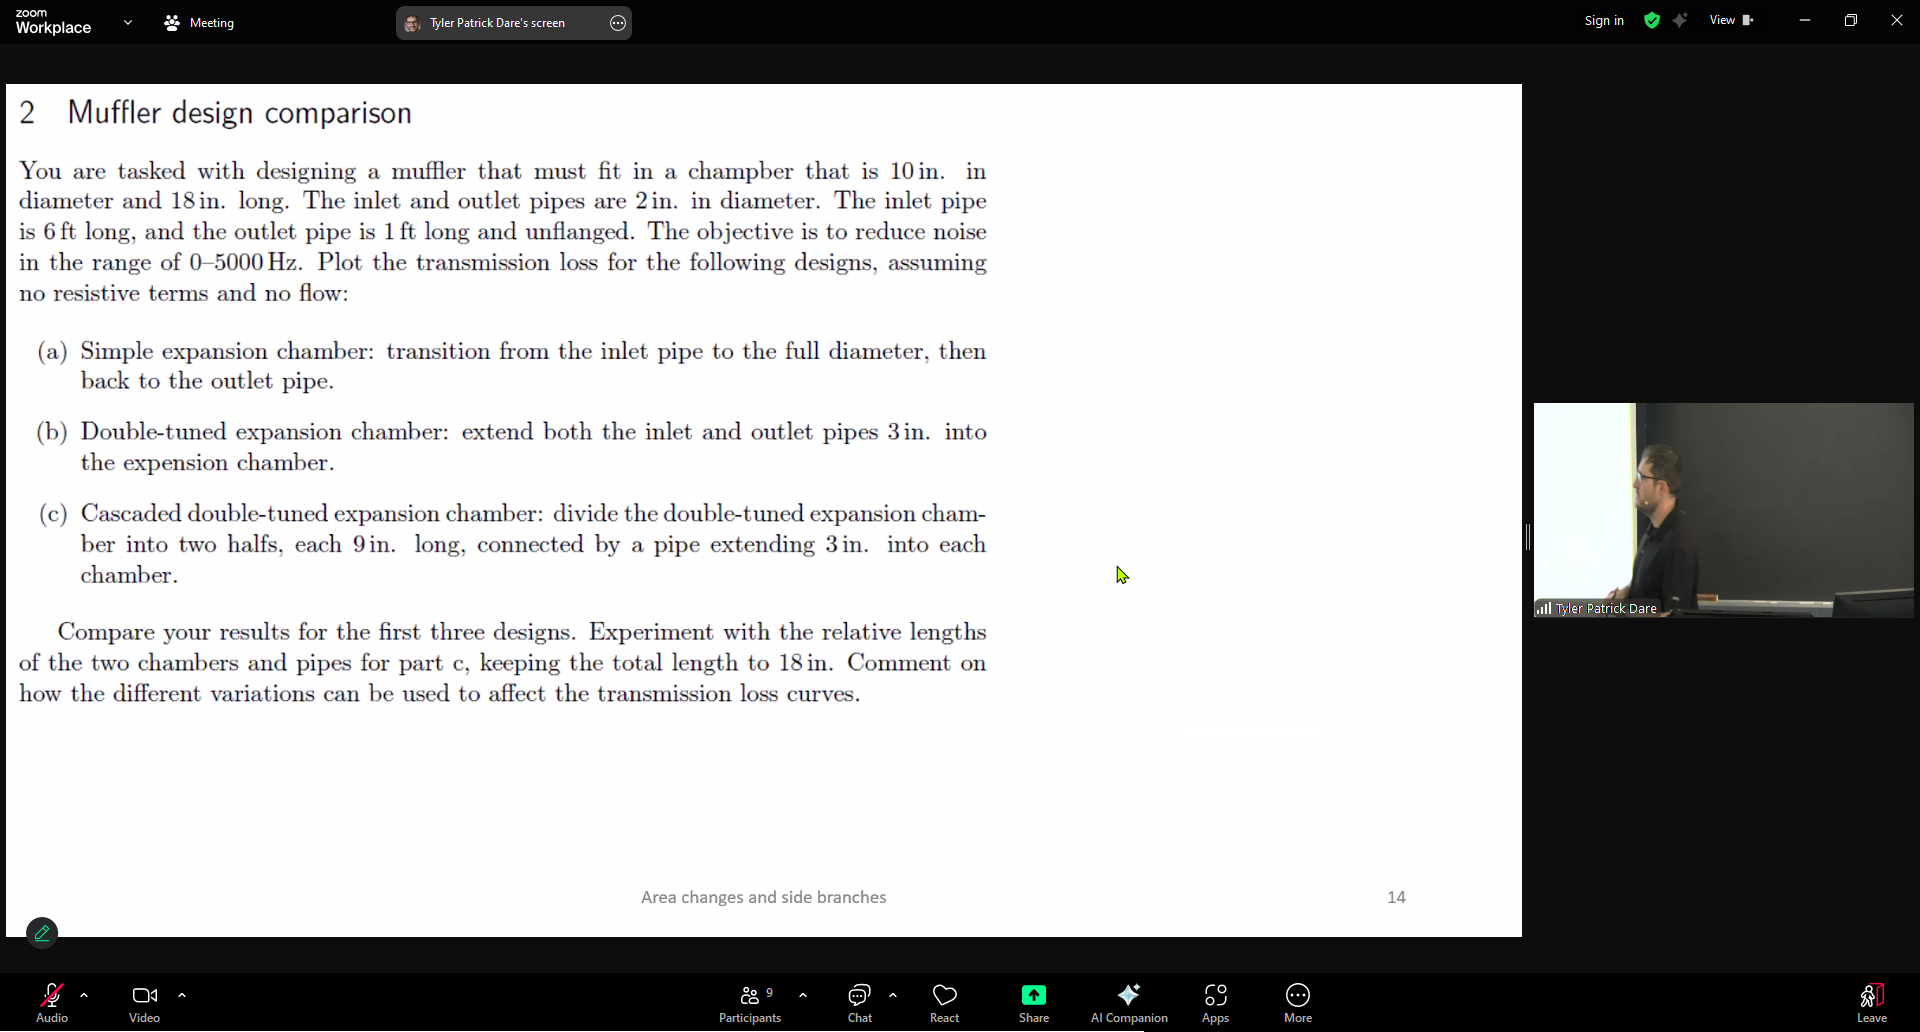 zoom
Workplace
Meeting
Tyler Patrick Dare's screen
Sign in
View
2 Muffler design comparison
You are tasked with designing a muffler that must fit in a champber that is 10 in. in
diameter and 18 in. long. The inlet and outlet pipes are 2 in. in diameter. The inlet pipe
is 6 ft long, and the outlet pipe is 1 ft long and unflanged. The objective is to reduce noise
in the range of 0–5000 Hz. Plot the transmission loss for the following designs, assuming
no resistive terms and no flow:
(a) Simple expansion chamber: transition from the inlet pipe to the full diameter, then
back to the outlet pipe.
(b) Double-tuned expansion chamber: extend both the inlet and outlet pipes 3 in. into
the expension chamber.
(c) Cascaded double-tuned expansion chamber: divide the double-tuned expansion cham-
ber into two halfs, each 9 in. long, connected by a pipe extending 3 in. into each
chamber.
Compare your results for the first three designs. Experiment with the relative lengths
of the two chambers and pipes for part c, keeping the total length to 18 in. Comment on
how the different variations can be used to affect the transmission loss curves.
Area changes and side branches
14
Tyler Patrick Dare
Audio
Video
9
Participants
Chat
React
Share
AI Companion
Apps
More
Leave